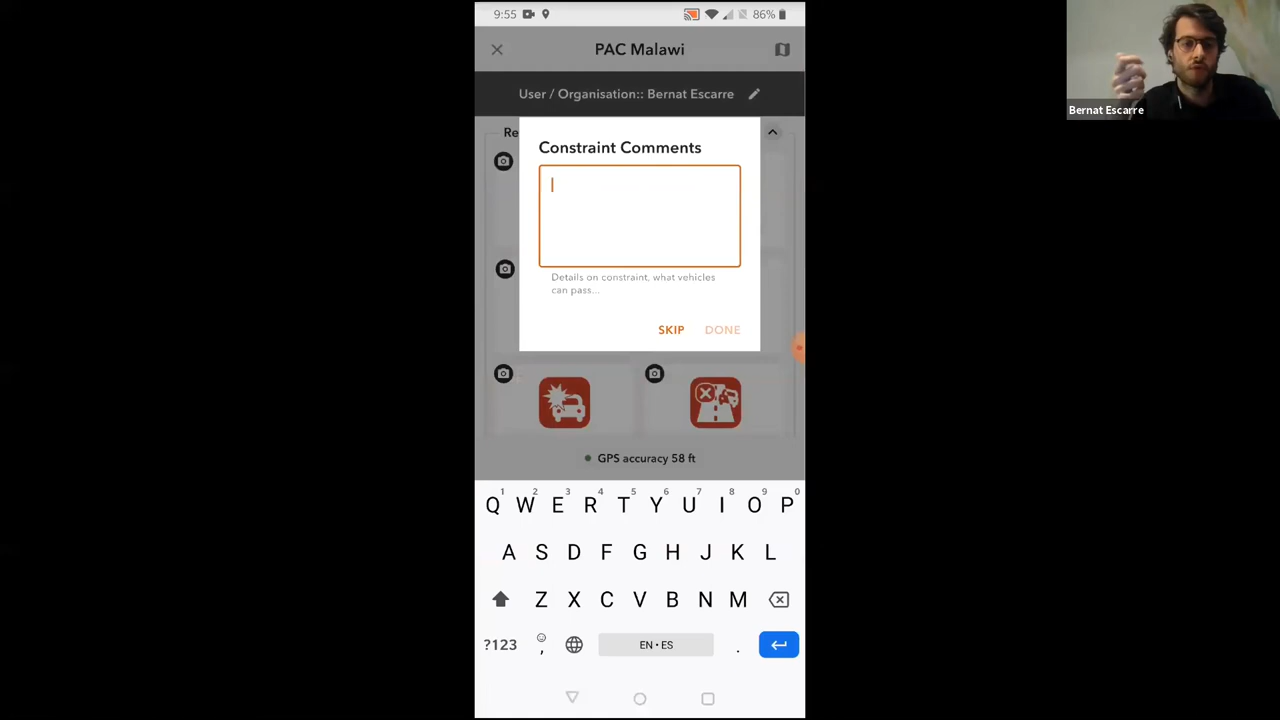 9:55
86%
PAC Malawi
User / Organisation:: Bernat Escarre
Re
Constraint Comments
Details on constraint, what vehicles
can pass...
SKIP DONE
GPS accuracy 58 ft
1 2 3 4 5 6 7 8 9 0
Q W E R T Y U I O P
A S D F G H J K L
Z X C V B N M
?123 , EN • ES .
Bernat Escarre